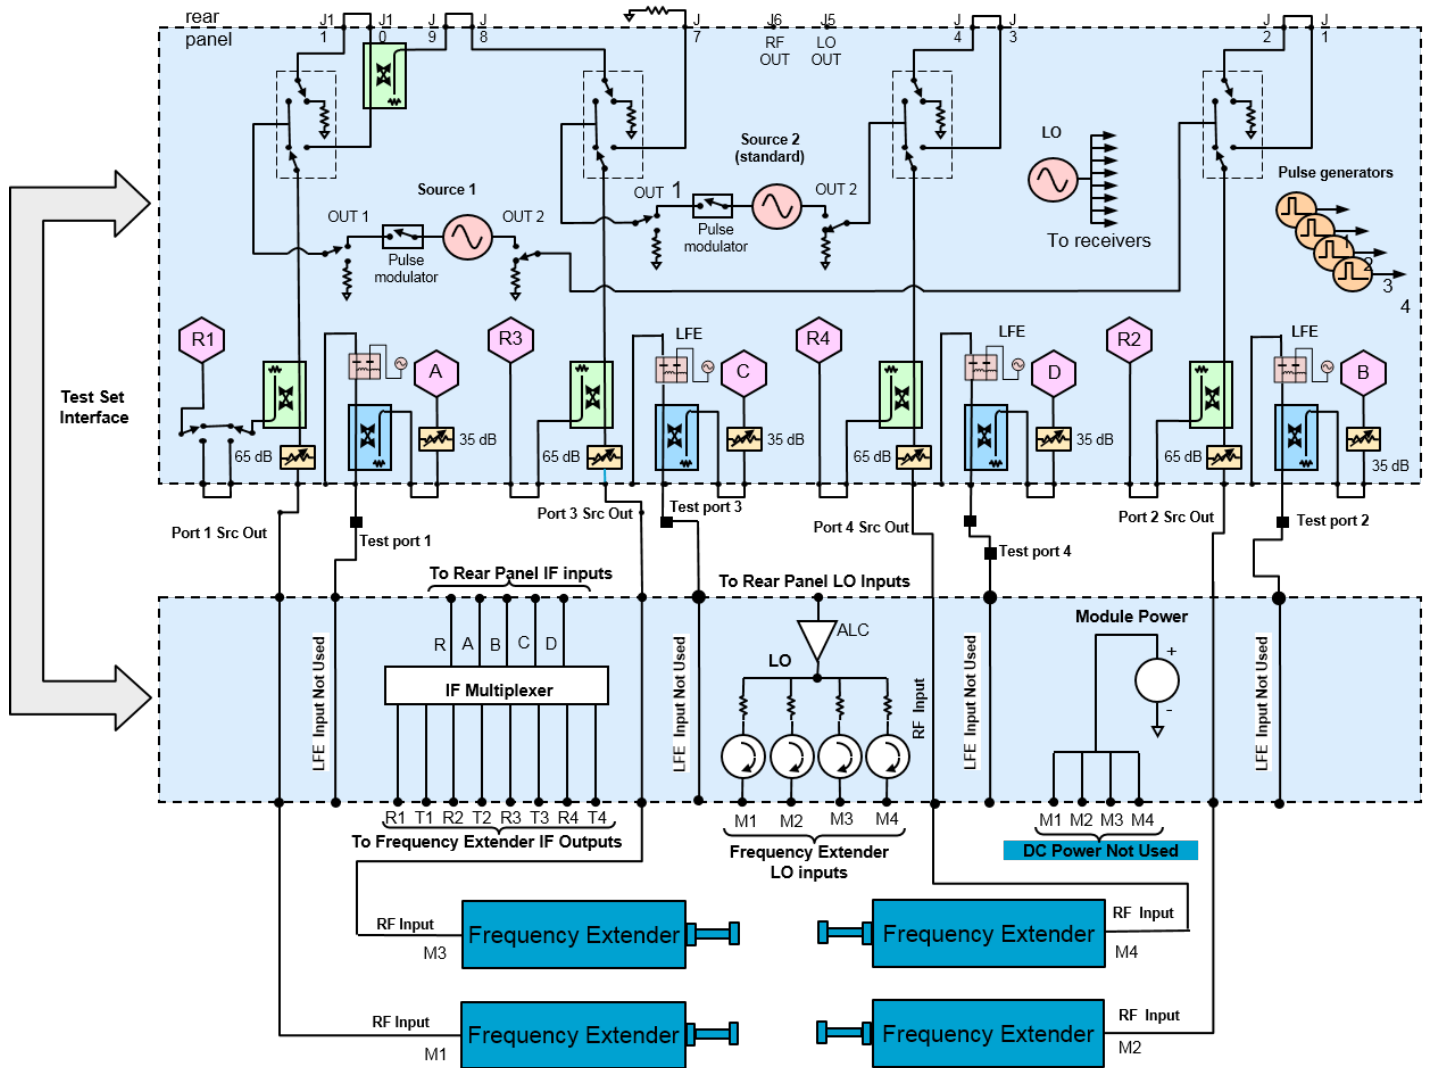 rear
panel
J1
1
J1
0
J
9
J
8
J
7
J6
RF
OUT
J5
LO
OUT
J
4
J
3
J
2
J
1
Source 1
OUT 1
OUT 2
Pulse
modulator
Source 2
(standard)
OUT 1
OUT 2
Pulse
modulator
LO
To receivers
Pulse generators
1
2
3
4
Test Set
Interface
R1
A
R3
LFE
C
R4
LFE
D
R2
LFE
B
65 dB
35 dB
65 dB
35 dB
65 dB
35 dB
65 dB
35 dB
Port 1 Src Out
Test port 1
Port 3 Src Out
Test port 3
Port 4 Src Out
Test port 4
Port 2 Src Out
Test port 2
To Rear Panel IF inputs
To Rear Panel LO Inputs
LFE Input Not Used
R
A
B
C
D
IF Multiplexer
LFE Input Not Used
ALC
LO
RF Input
LFE Input Not Used
Module Power
+
-
LFE Input Not Used
R1 T1 R2 T2 R3 T3 R4 T4
To Frequency Extender IF Outputs
M1 M2 M3 M4
Frequency Extender
LO inputs
M1 M2 M3 M4
DC Power Not Used
RF Input
M3
Frequency Extender
Frequency Extender
RF Input
M4
RF Input
M1
Frequency Extender
Frequency Extender
RF Input
M2